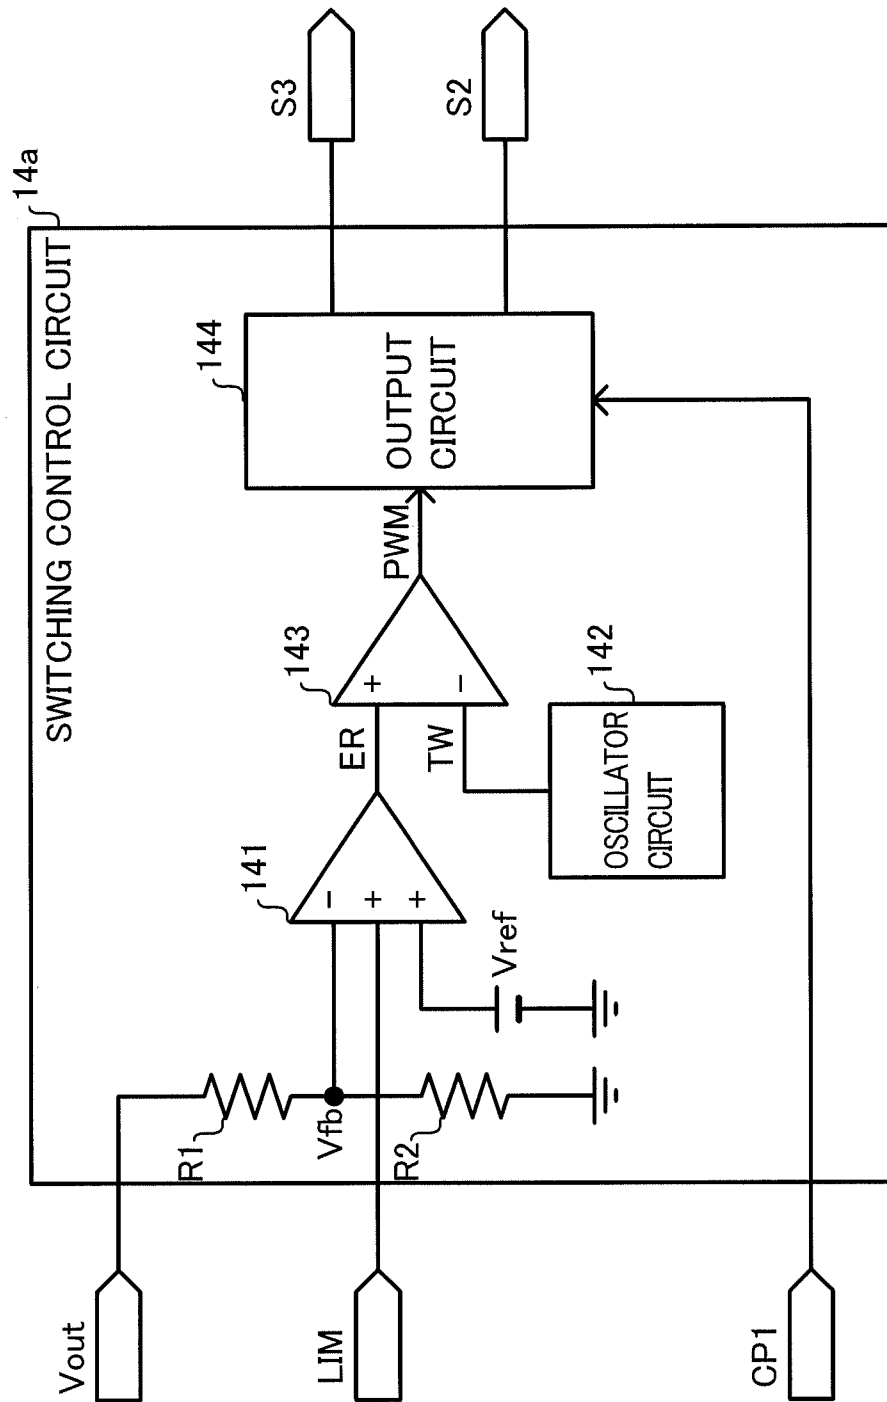 14a
SWITCHING CONTROL CIRCUIT
Vout
R1
Vfb
R2
LIM
Vref
141
-
+
+
ER
TW
OSCILLATOR
CIRCUIT
142
143
+
-
PWM
144
OUTPUT
CIRCUIT
S3
S2
CP1